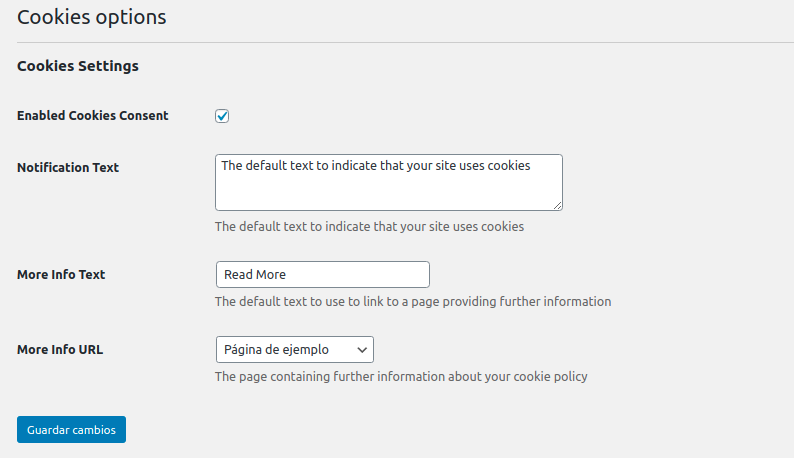 Cookies options
Cookies Settings
Enabled Cookies Consent
Notification Text
The default text to indicate that your site uses cookies
The default text to indicate that your site uses cookies
More Info Text
Read More
The default text to use to link to a page providing further information
More Info URL
Página de ejemplo
The page containing further information about your cookie policy
Guardar cambios